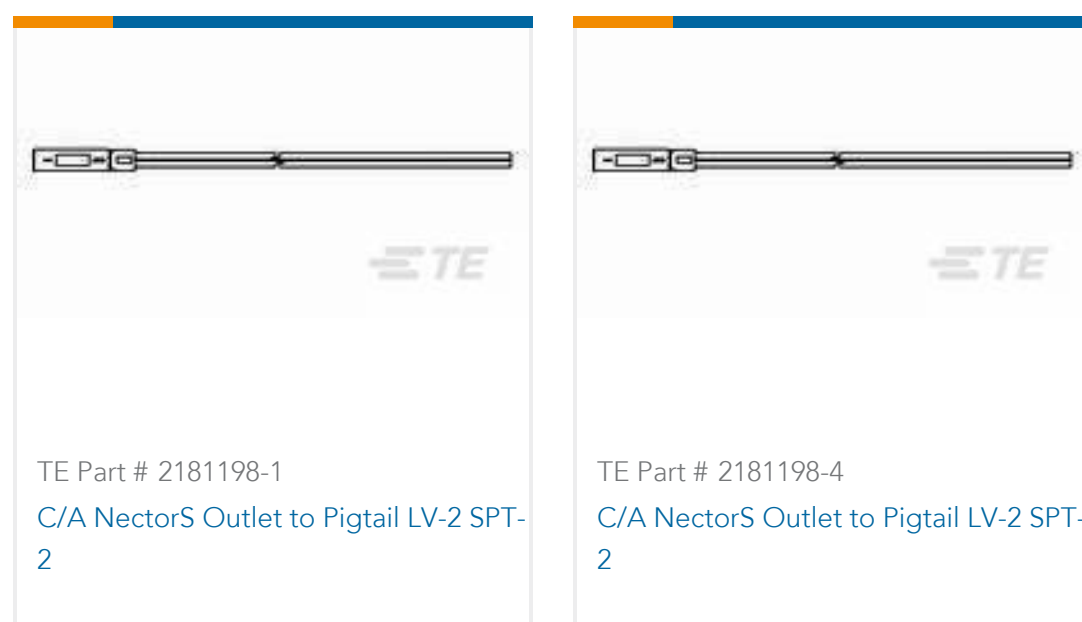 TE
TE
TE Part # 2181198-1
C/A NectorS Outlet to Pigtail LV-2 SPT-
2
TE Part # 2181198-4
C/A NectorS Outlet to Pigtail LV-2 SPT-
2